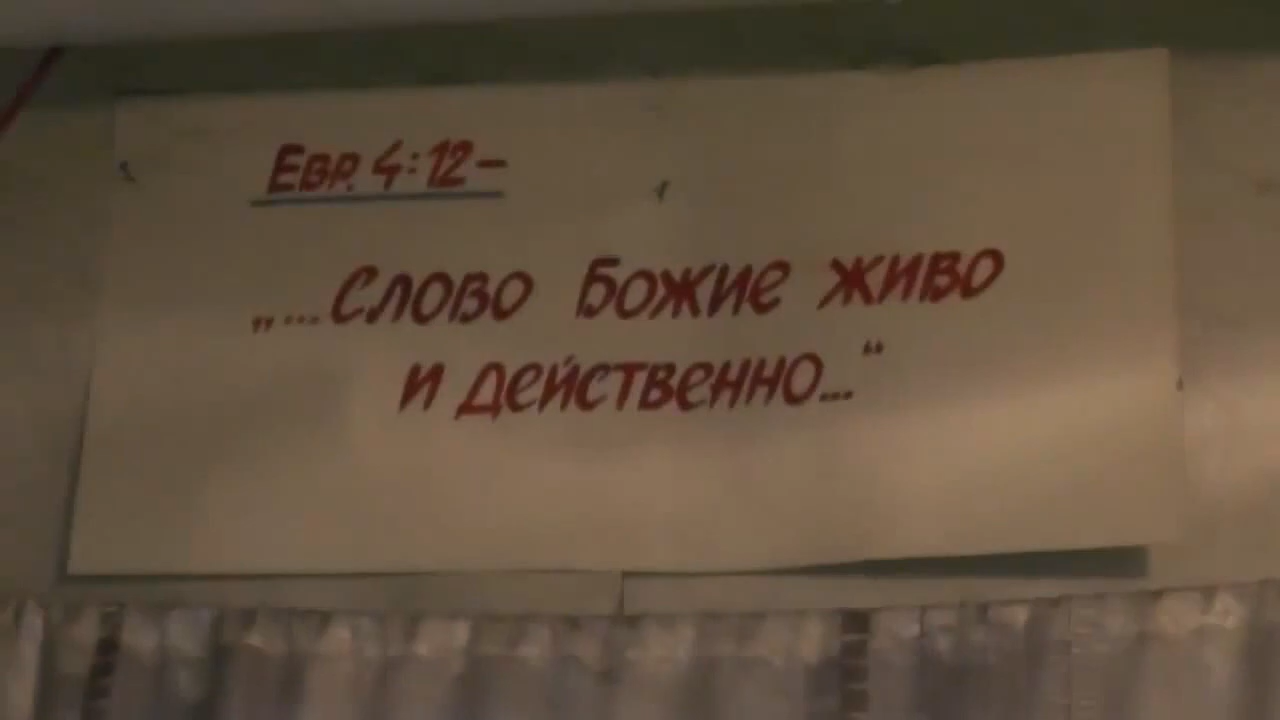 Евр. 4:12–
„...Слово Божие живо
и действенно..."